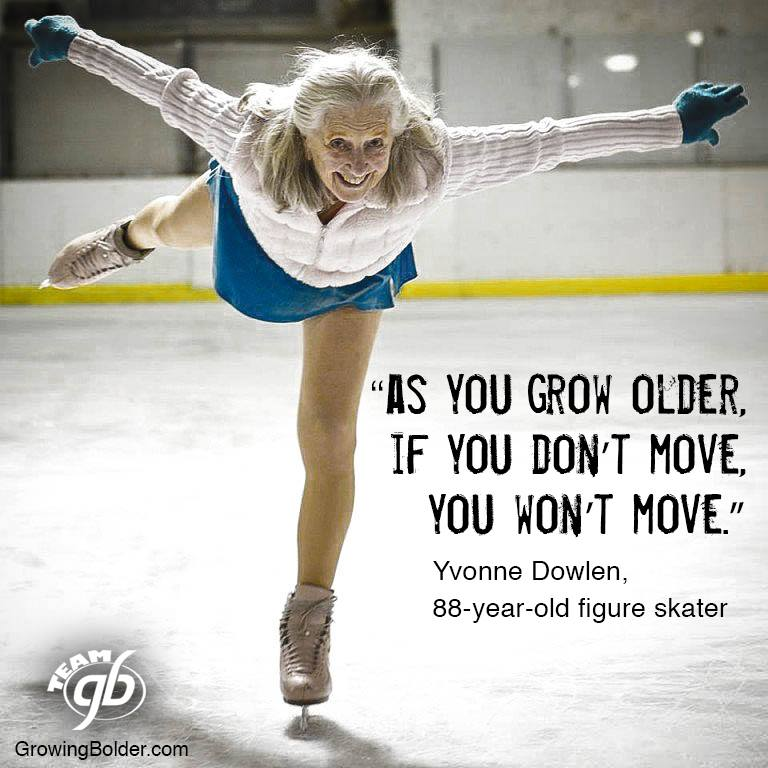 “AS YOU GROW OLDER,
IF YOU DON'T MOVE,
YOU WON'T MOVE.”
Yvonne Dowlen,
88-year-old figure skater
TEAM
gb
GrowingBolder.com